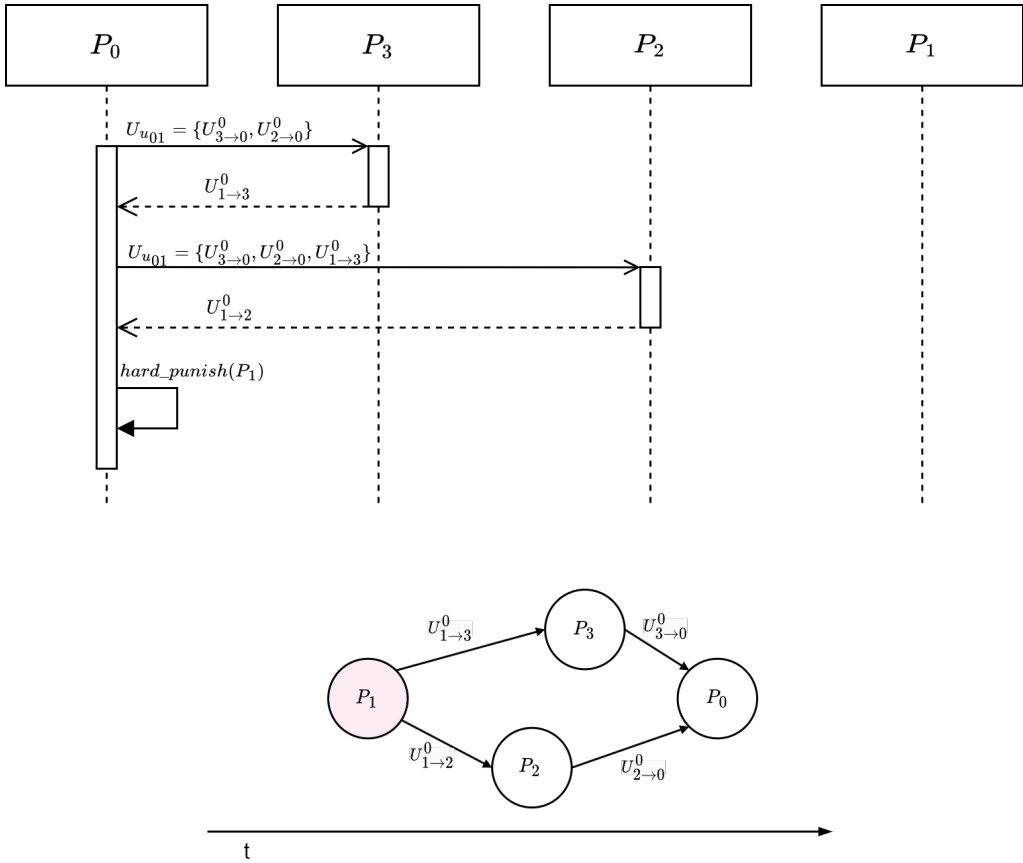 P_0 P_3 P_2 P_1
U_{u_{01}} = {U^0_{3→0}, U^0_{2→0}}
U^0_{1→3}
U_{u_{01}} = {U^0_{3→0}, U^0_{2→0}, U^0_{1→3}}
U^0_{1→2}
hard_punish(P_1)
U^0_{1→3}
P_3
U^0_{3→0}
P_1
P_0
U^0_{1→2}
P_2
U^0_{2→0}
t